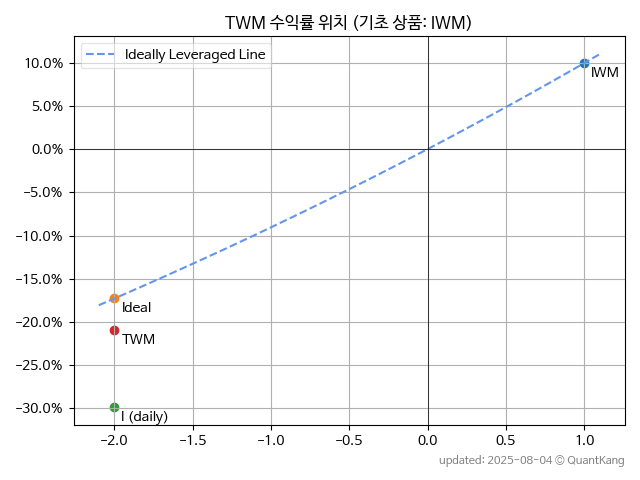 TWM 수익률 위치 (기초 상품: IWM)
Ideally Leveraged Line
10.0%
5.0%
0.0%
−5.0%
−10.0%
−15.0%
−20.0%
−25.0%
−30.0%
IWM
Ideal
TWM
I (daily)
−2.0 −1.5 −1.0 −0.5 0.0 0.5 1.0
updated: 2025-08-04 © QuantKang